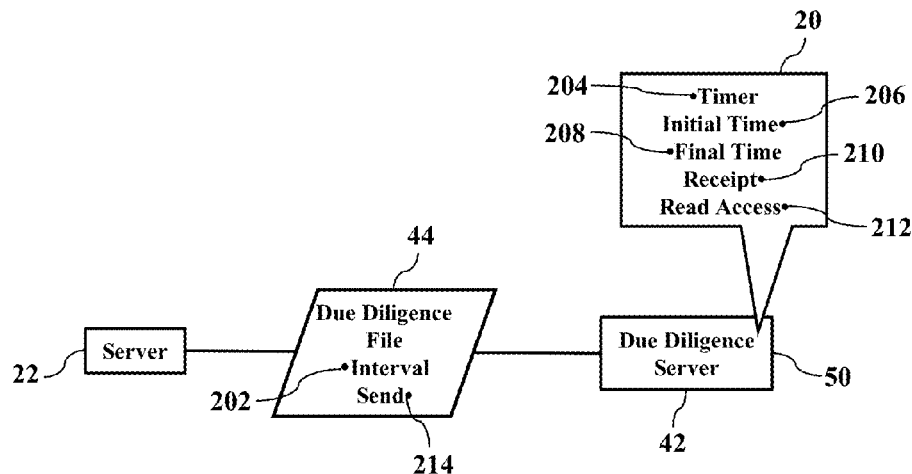 20
204
Timer
206
Initial Time
208
Final Time
210
Receipt
Read Access
212
44
Due Diligence
File
Interval
Send
202
214
22
Server
Due Diligence
Server
50
42